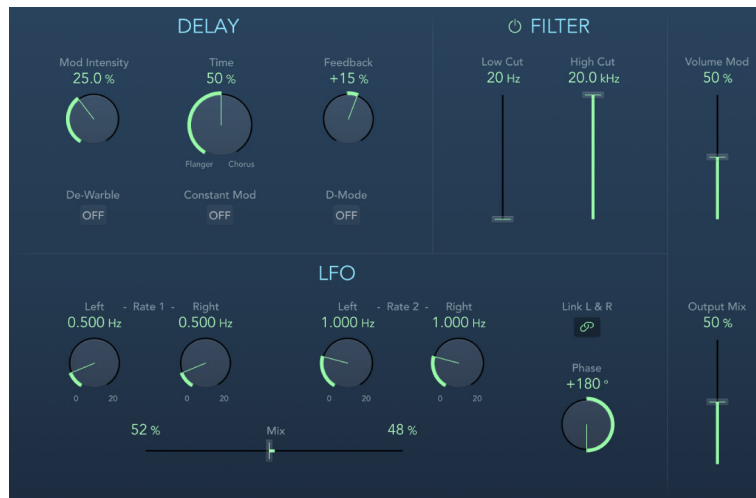 DELAY
FILTER
Mod Intensity
25.0 %
Time
50 %
Feedback
+15 %
Low Cut
20 Hz
High Cut
20.0 kHz
Volume Mod
50 %
Flanger Chorus
De-Warble
OFF
Constant Mod
OFF
D-Mode
OFF
LFO
Left - Rate 1 - Right
0.500 Hz 0.500 Hz
0 20 0 20
Left - Rate 2 - Right
1.000 Hz 1.000 Hz
0 20 0 20
Link L & R
Phase
+180 °
Output Mix
50 %
52 % Mix 48 %